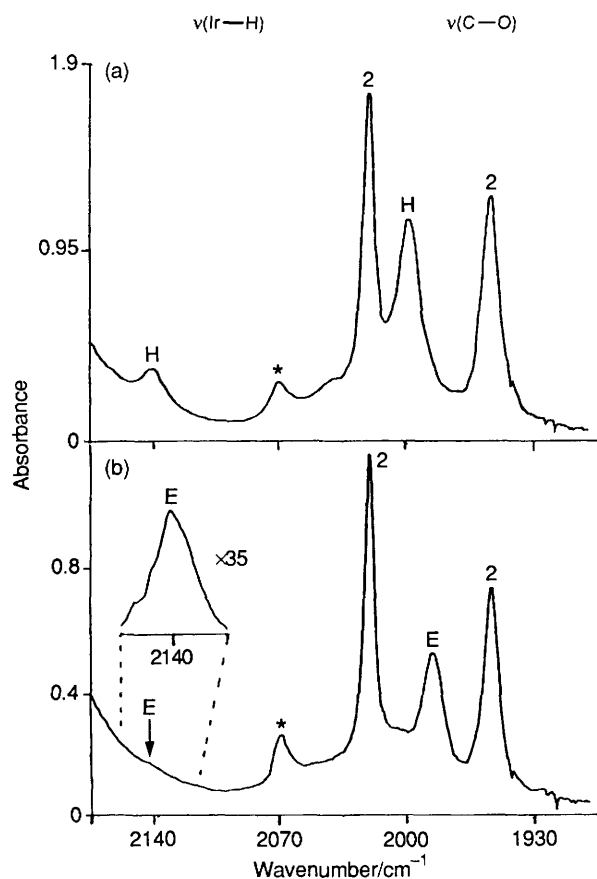 ν(Ir—H) ν(C—O)
(a)
1.9
0.95
0
2
H
2
H
*
Absorbance
(b)
0.8
0.4
0
E
×35
2140
E
*
2
E
2
2140 2070 2000 1930
Wavenumber/cm⁻¹